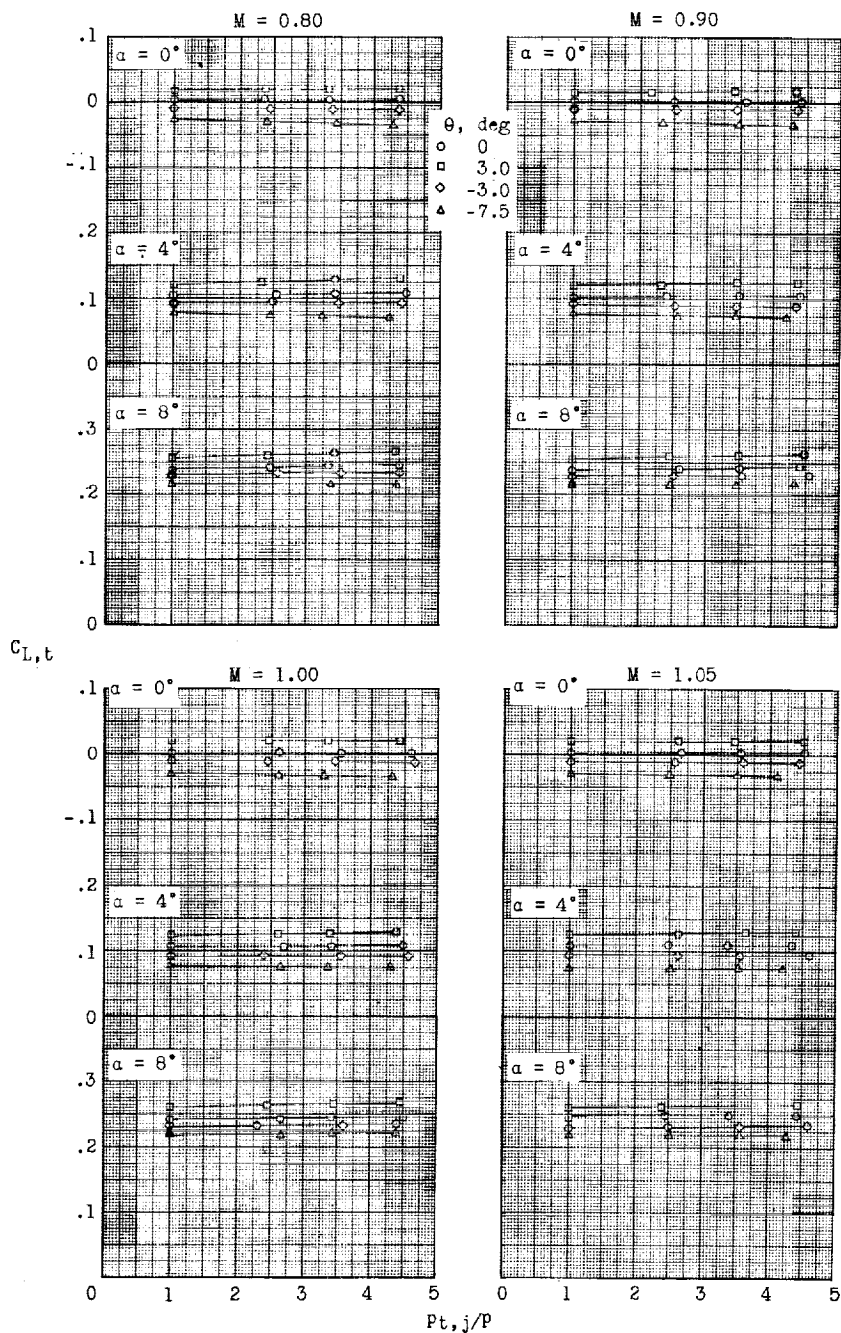 M = 0.80
M = 0.90
.1
α = 0°
α = 0°
0
θ, deg
0
3.0
-3.0
-7.5
-.1
.2
α = 4°
α = 4°
.1
0
α = 8°
α = 8°
.3
.2
.1
0
C_L,t
M = 1.00
M = 1.05
.1
α = 0°
α = 0°
0
-.1
.2
α = 4°
α = 4°
.1
0
α = 8°
α = 8°
.3
.2
.1
0 1 2 3 4 5
0 1 2 3 4 5
p_t,j/p